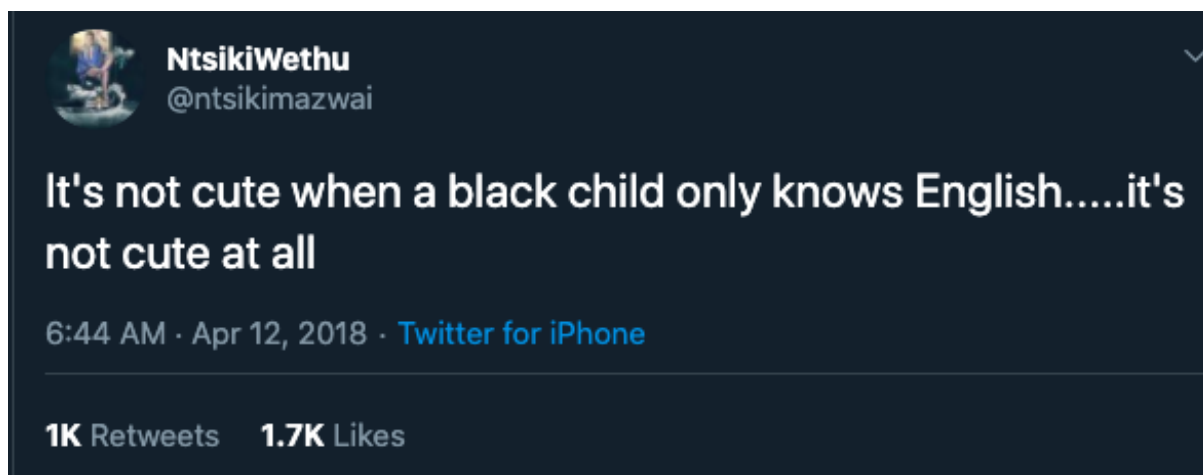 NtsikiWethu
@ntsikimazwai
It's not cute when a black child only knows English.....it's
not cute at all
6:44 AM · Apr 12, 2018 · Twitter for iPhone
1K Retweets 1.7K Likes